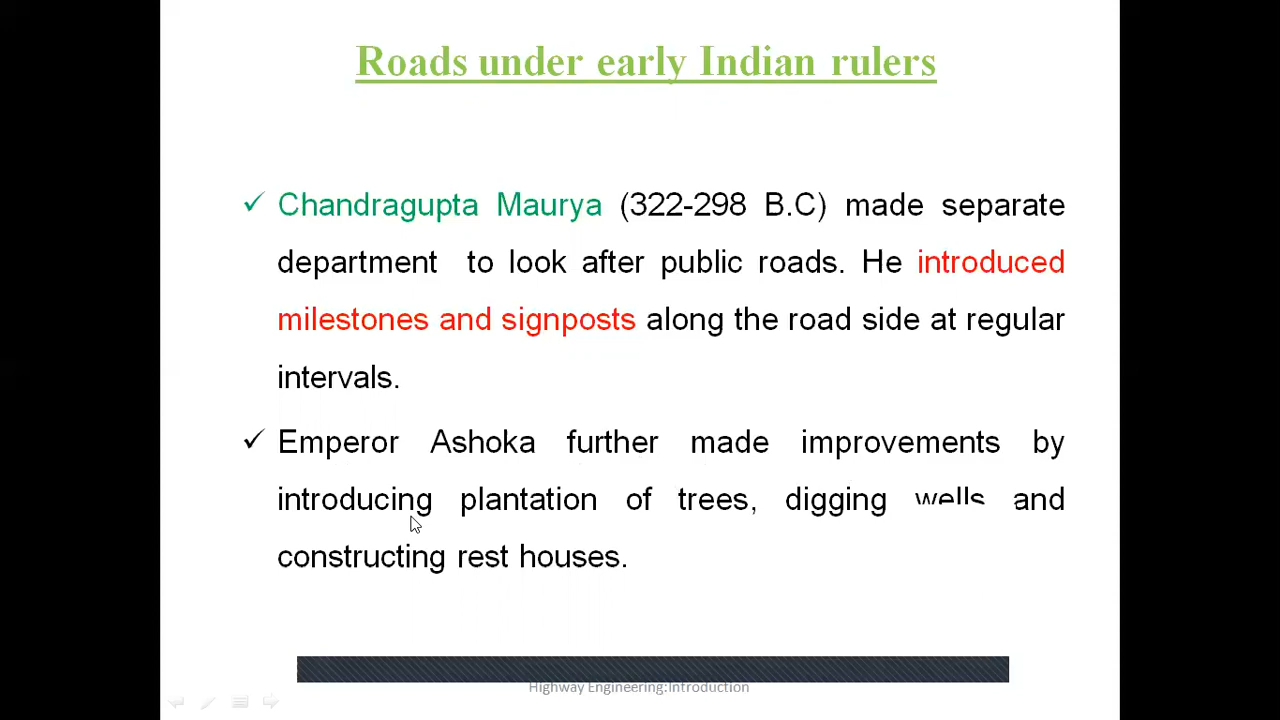 Roads under early Indian rulers
✓ Chandragupta Maurya (322-298 B.C) made separate
department to look after public roads. He introduced
milestones and signposts along the road side at regular
intervals.
✓ Emperor Ashoka further made improvements by
introducing plantation of trees, digging wells and
constructing rest houses.
Highway Engineering:Introduction